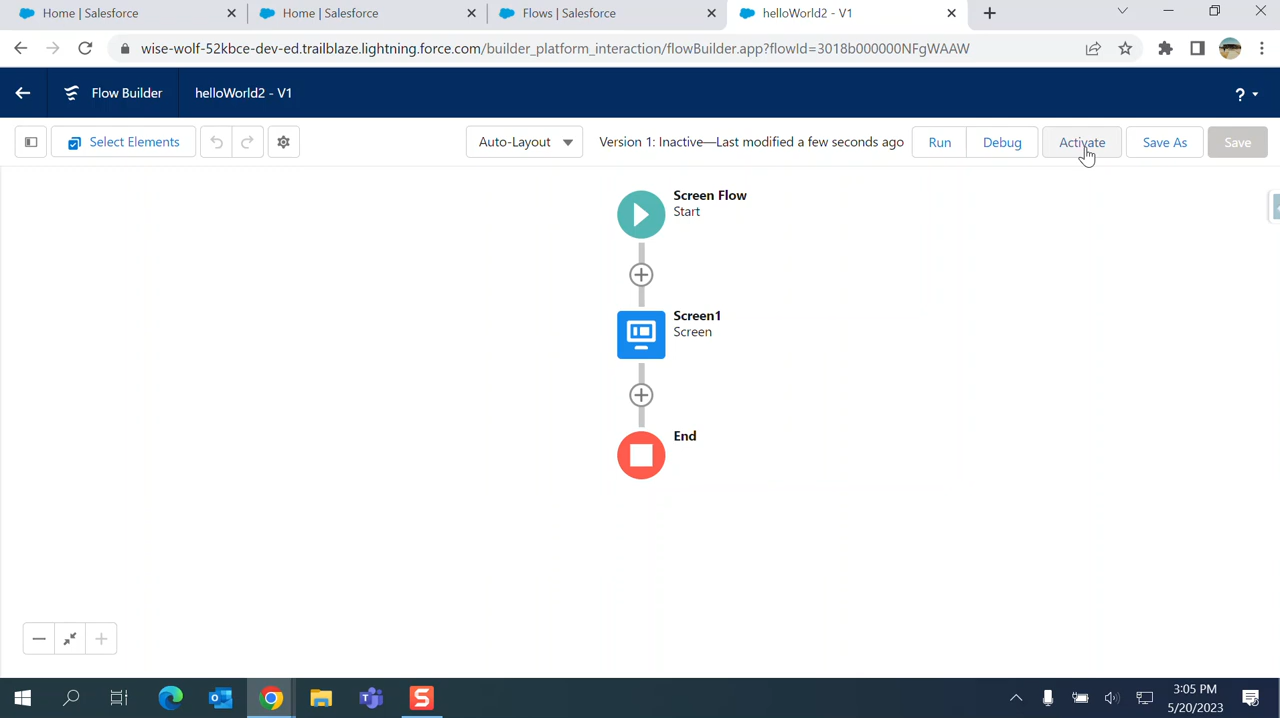 Home | Salesforce
Home | Salesforce
Flows | Salesforce
helloWorld2 - V1
wise-wolf-52kbce-dev-ed.trailblaze.lightning.force.com/builder_platform_interaction/flowBuilder.app?flowId=3018b000000NFgWAAW
Flow Builder
helloWorld2 - V1
?
Select Elements
Auto-Layout
Version 1: Inactive—Last modified a few seconds ago
Run
Debug
Activate
Save As
Save
Screen Flow
Start
Screen1
Screen
End
S
3:05 PM
5/20/2023